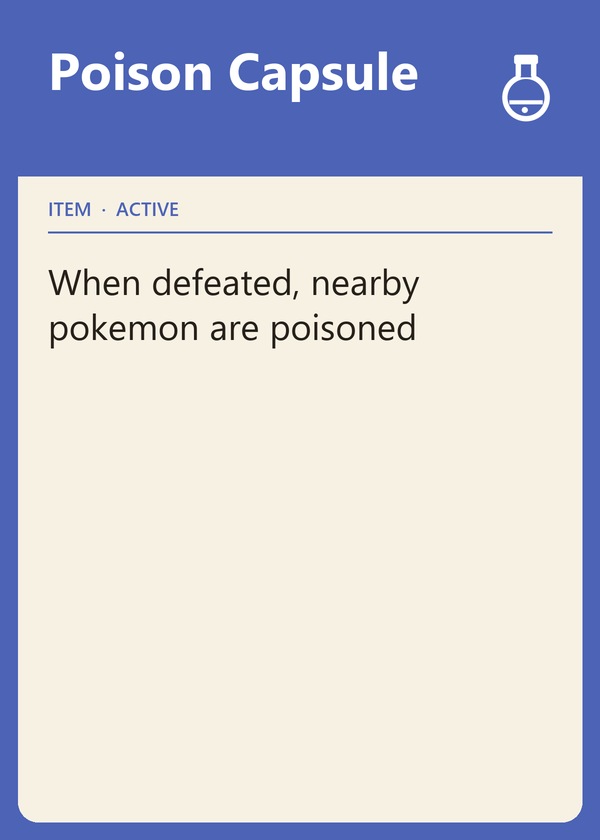 Poison Capsule
ITEM · ACTIVE
When defeated, nearby
pokemon are poisoned